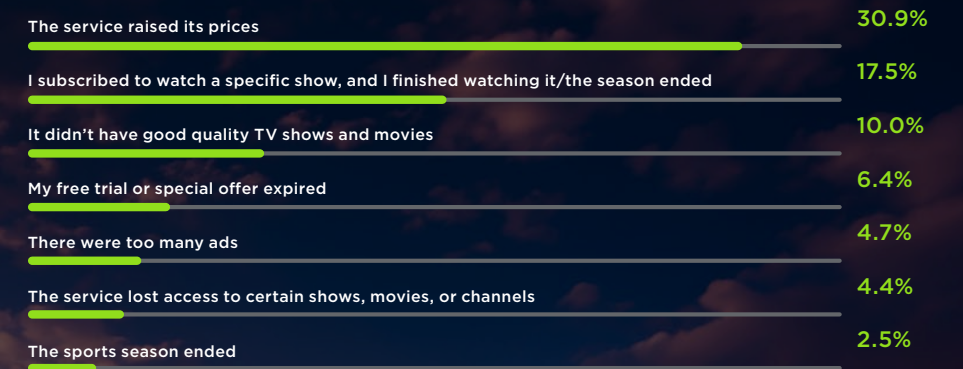 The service raised its prices 30.9%
I subscribed to watch a specific show, and I finished watching it/the season ended 17.5%
It didn’t have good quality TV shows and movies 10.0%
My free trial or special offer expired 6.4%
There were too many ads 4.7%
The service lost access to certain shows, movies, or channels 4.4%
The sports season ended 2.5%